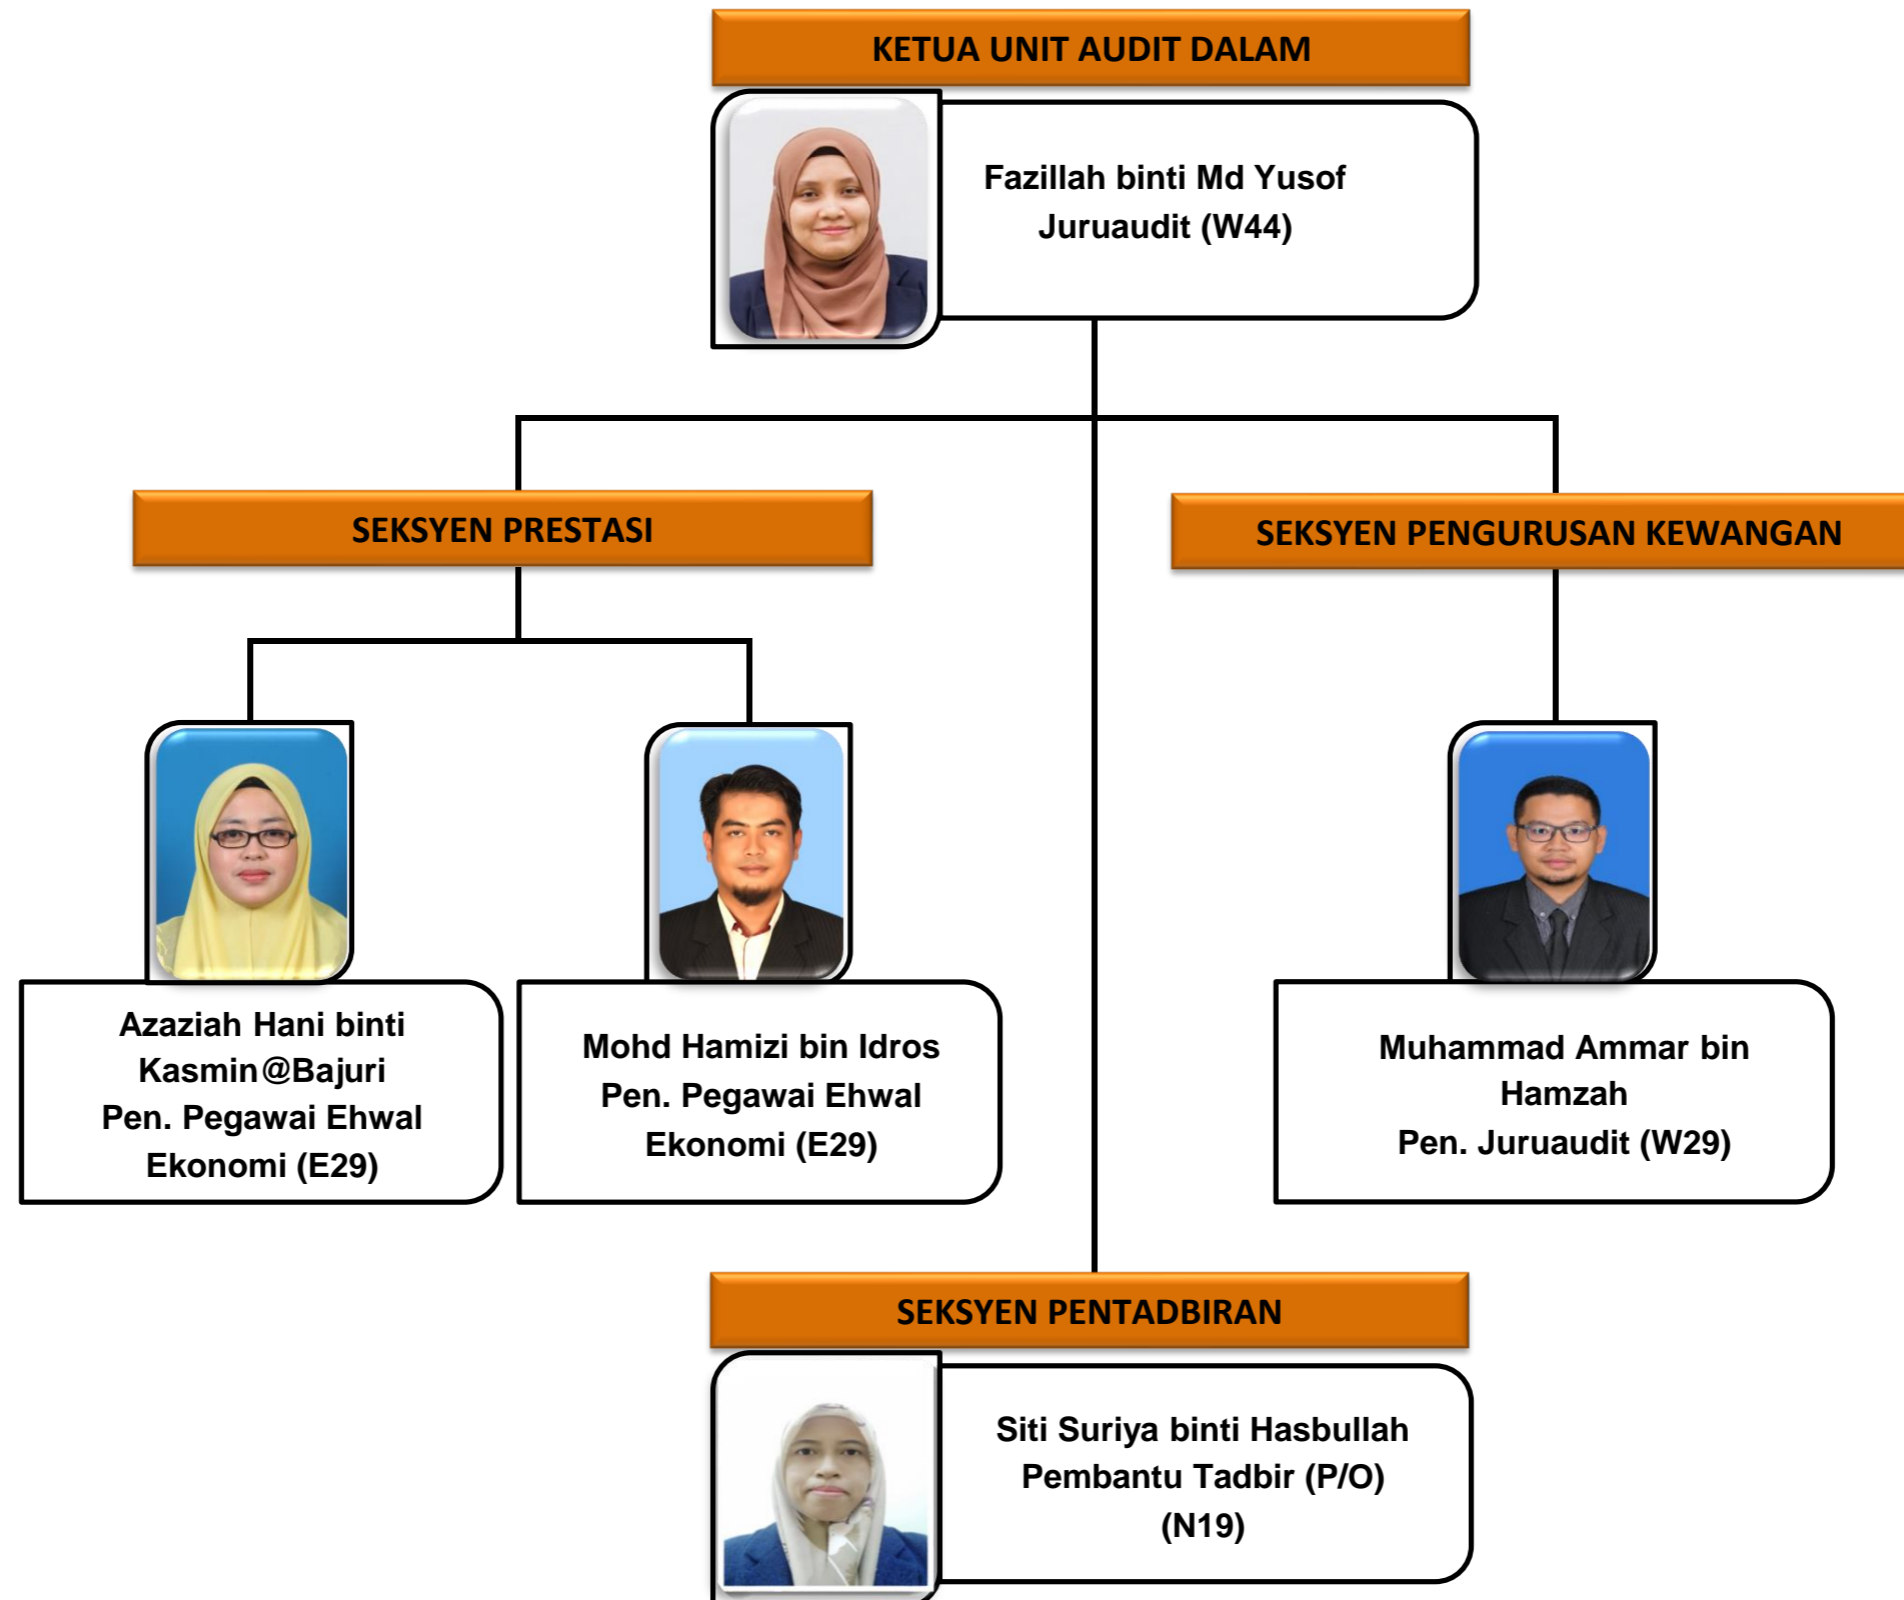 KETUA UNIT AUDIT DALAM
Fazillah binti Md Yusof
Juruaudit (W44)
SEKSYEN PRESTASI
SEKSYEN PENGURUSAN KEWANGAN
Azaziah Hani binti
Kasmin@Bajuri
Pen. Pegawai Ehwal
Ekonomi (E29)
Mohd Hamizi bin Idros
Pen. Pegawai Ehwal
Ekonomi (E29)
Muhammad Ammar bin
Hamzah
Pen. Juruaudit (W29)
SEKSYEN PENTADBIRAN
Siti Suriya binti Hasbullah
Pembantu Tadbir (P/O)
(N19)